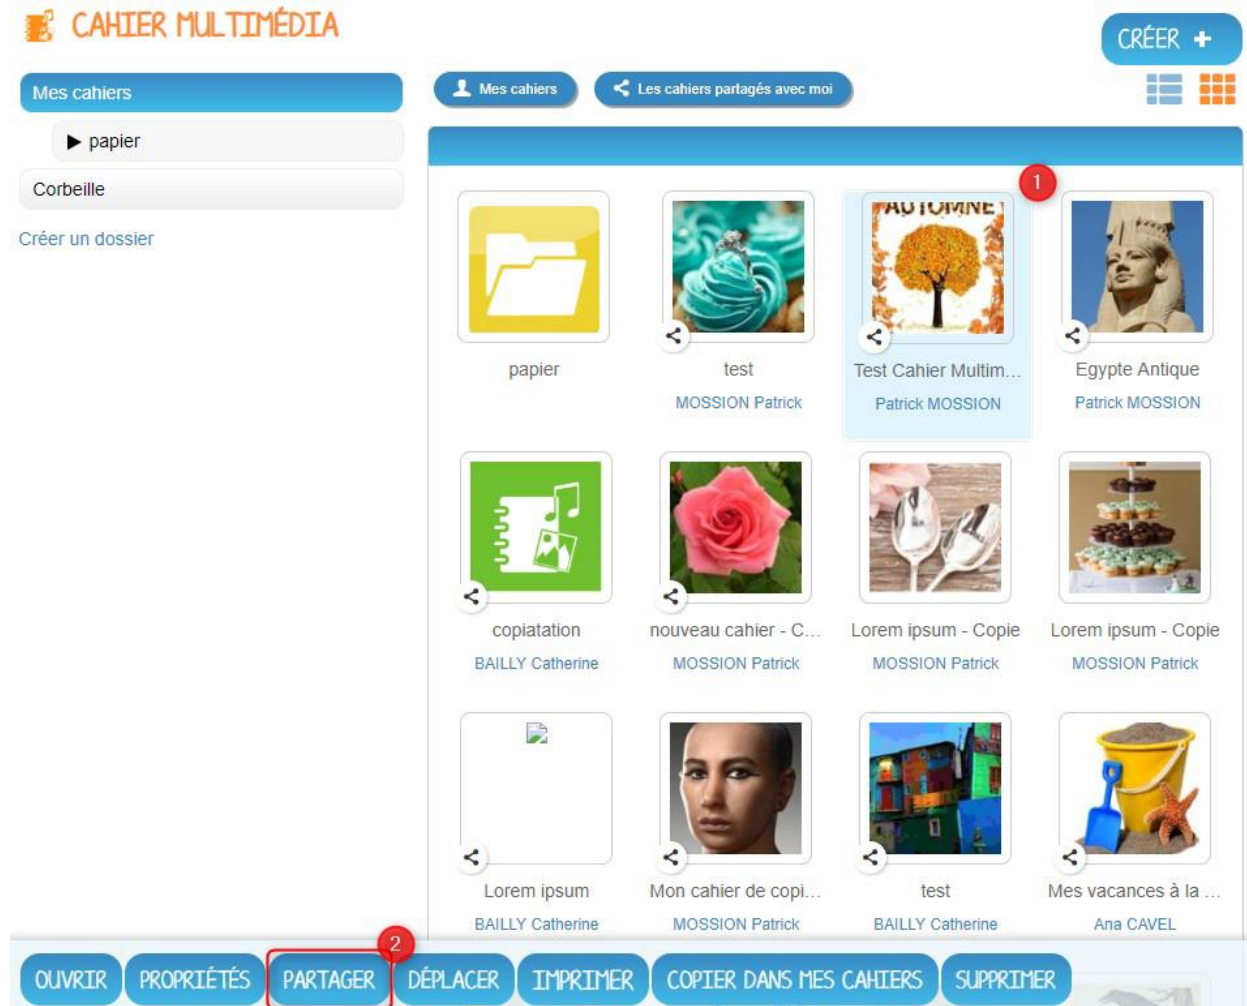 CAHIER MULTIMÉDIA
CRÉER +
Mes cahiers
papier
Corbeille
Créer un dossier
Mes cahiers
Les cahiers partagés avec moi
1
AUTOMNE
papier
test
Test Cahier Multim...
Egypte Antique
MOSSION Patrick
Patrick MOSSION
Patrick MOSSION
copiatation
nouveau cahier - C...
Lorem ipsum - Copie
Lorem ipsum - Copie
BAILLY Catherine
MOSSION Patrick
MOSSION Patrick
MOSSION Patrick
Lorem ipsum
Mon cahier de copi...
test
Mes vacances à la ...
BAILLY Catherine
MOSSION Patrick
BAILLY Catherine
Ana CAVEL
2
OUVRIR
PROPRIÉTÉS
PARTAGER
DÉPLACER
IMPRIMER
COPIER DANS MES CAHIERS
SUPPRIMER